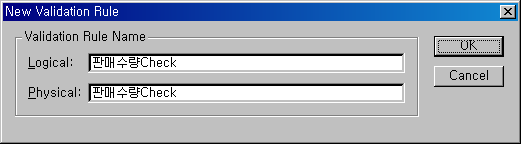 New Validation Rule
Validation Rule Name
Logical: 판매수량Check
OK
Physical: 판매수량Check
Cancel